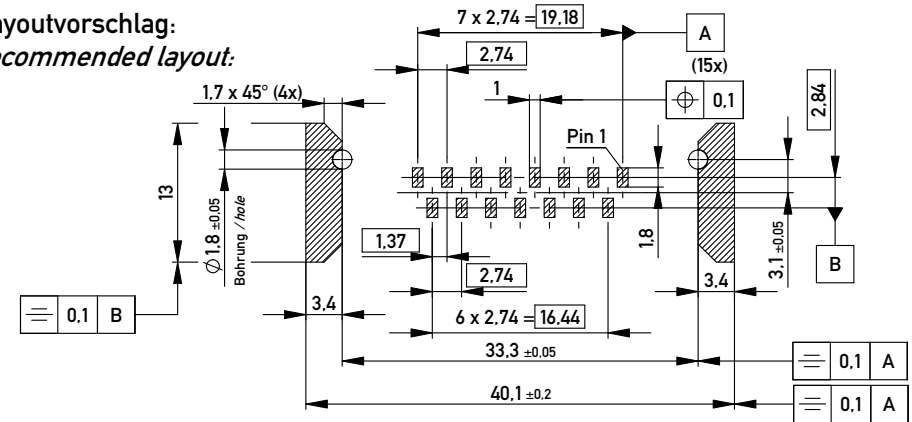 ayoutvorschlag:
ecommended layout:
7 x 2,74 = 19,18
A
2,74
(15x)
1,7 x 45° (4x)
1
0,1
2,84
Pin 1
13
Ø 1,8 ±0,05
Bohrung / hole
1,8
3,1 ±0,05
1,37
B
2,74
3,4
3,4
0,1 B
6 x 2,74 = 16,44
33,3 ±0,05
0,1 A
40,1 ±0,2
0,1 A